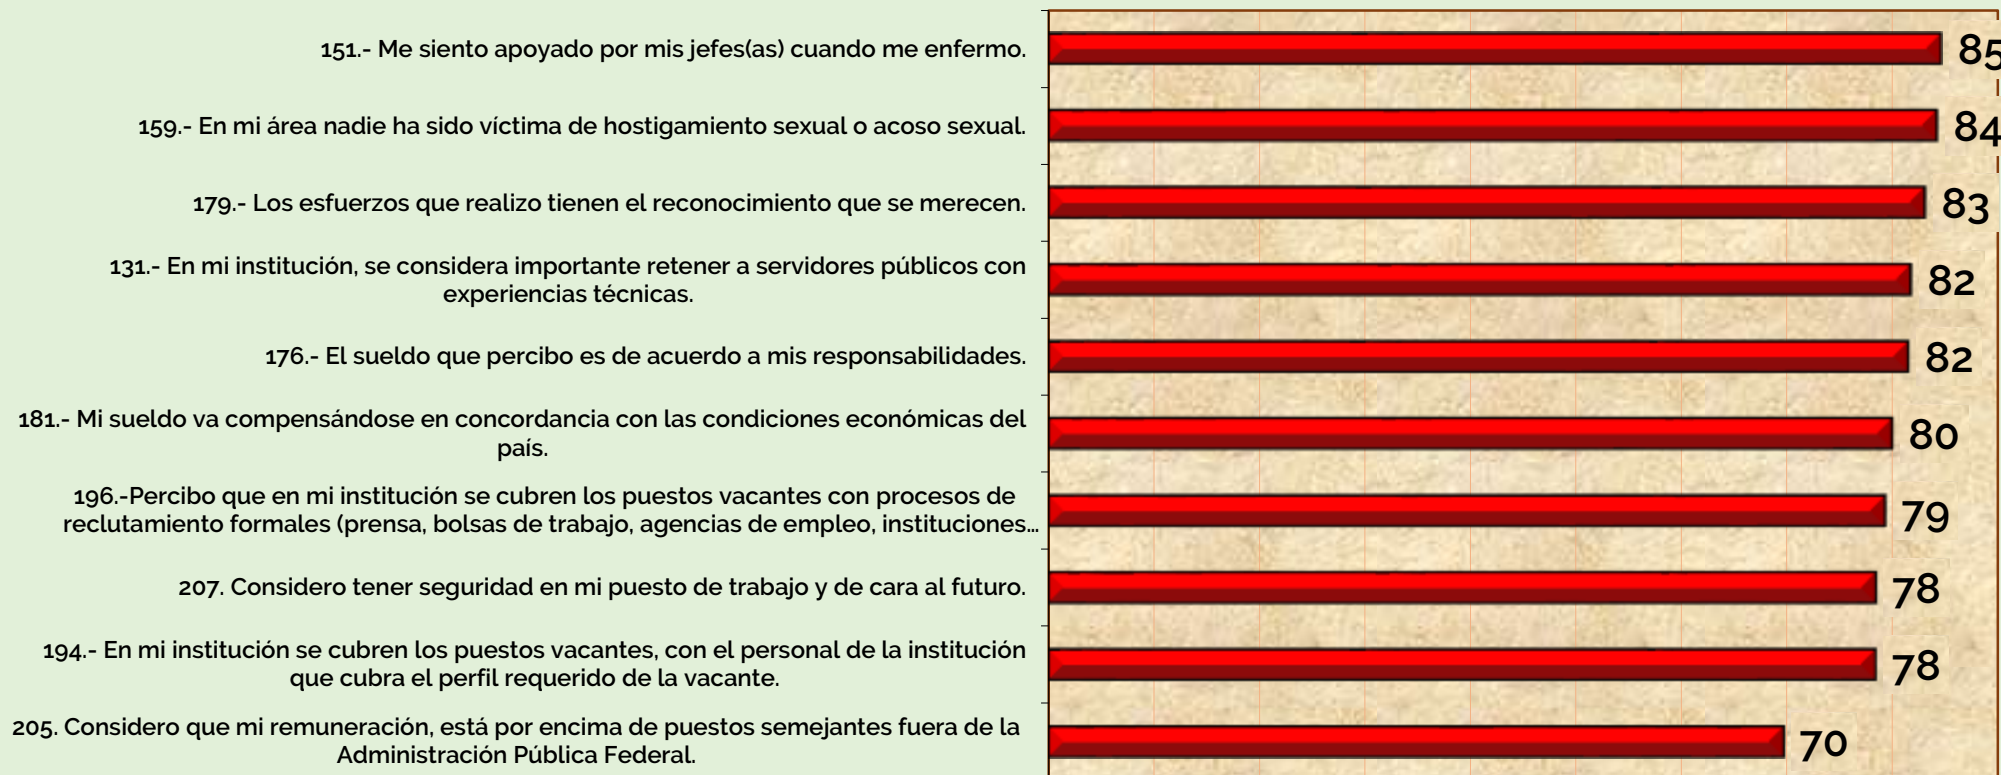 151.- Me siento apoyado por mis jefes(as) cuando me enfermo.
85
159.- En mi área nadie ha sido víctima de hostigamiento sexual o acoso sexual.
84
179.- Los esfuerzos que realizo tienen el reconocimiento que se merecen.
83
131.- En mi institución, se considera importante retener a servidores públicos con
experiencias técnicas.
82
176.- El sueldo que percibo es de acuerdo a mis responsabilidades.
82
181.- Mi sueldo va compensándose en concordancia con las condiciones económicas del
país.
80
196.-Percibo que en mi institución se cubren los puestos vacantes con procesos de
reclutamiento formales (prensa, bolsas de trabajo, agencias de empleo, instituciones...
79
207. Considero tener seguridad en mi puesto de trabajo y de cara al futuro.
78
194.- En mi institución se cubren los puestos vacantes, con el personal de la institución
que cubra el perfil requerido de la vacante.
78
205. Considero que mi remuneración, está por encima de puestos semejantes fuera de la
Administración Pública Federal.
70